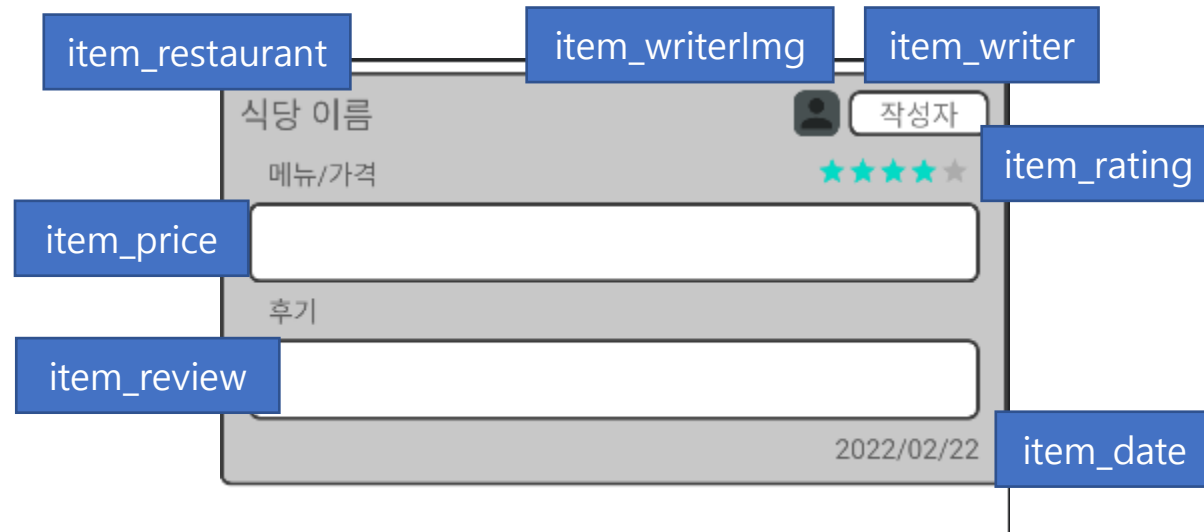 item_restaurant
item_writerImg
item_writer
식당 이름
작성자
메뉴/가격
item_rating
item_price
후기
item_review
2022/02/22
item_date